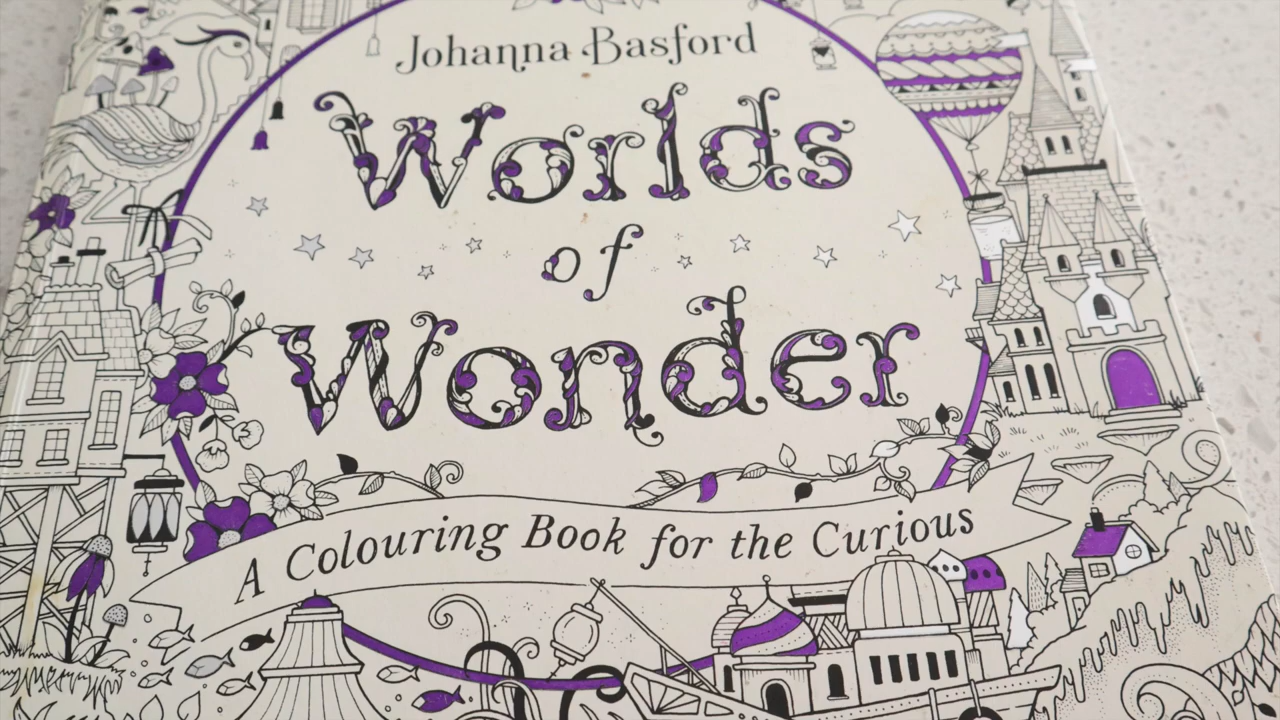 Johanna Basford
Worlds
of
Wonder
A Colouring Book for the Curious